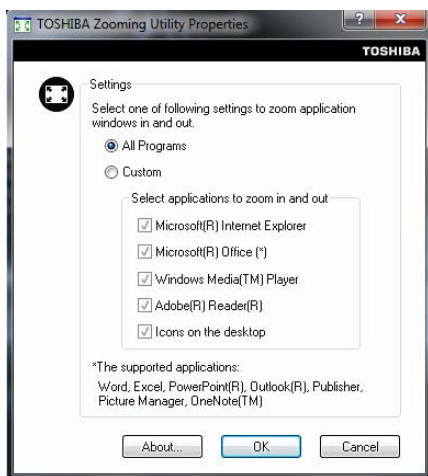 TOSHIBA Zooming Utility Properties
TOSHIBA
Settings
Select one of following settings to zoom application
windows in and out.
All Programs
Custom
Select applications to zoom in and out
Microsoft(R) Internet Explorer
Microsoft(R) Office (*)
Windows Media(TM) Player
Adobe(R) Reader(R)
Icons on the desktop
*The supported applications:
Word, Excel, PowerPoint(R), Outlook(R), Publisher,
Picture Manager, OneNote(TM)
About... OK Cancel